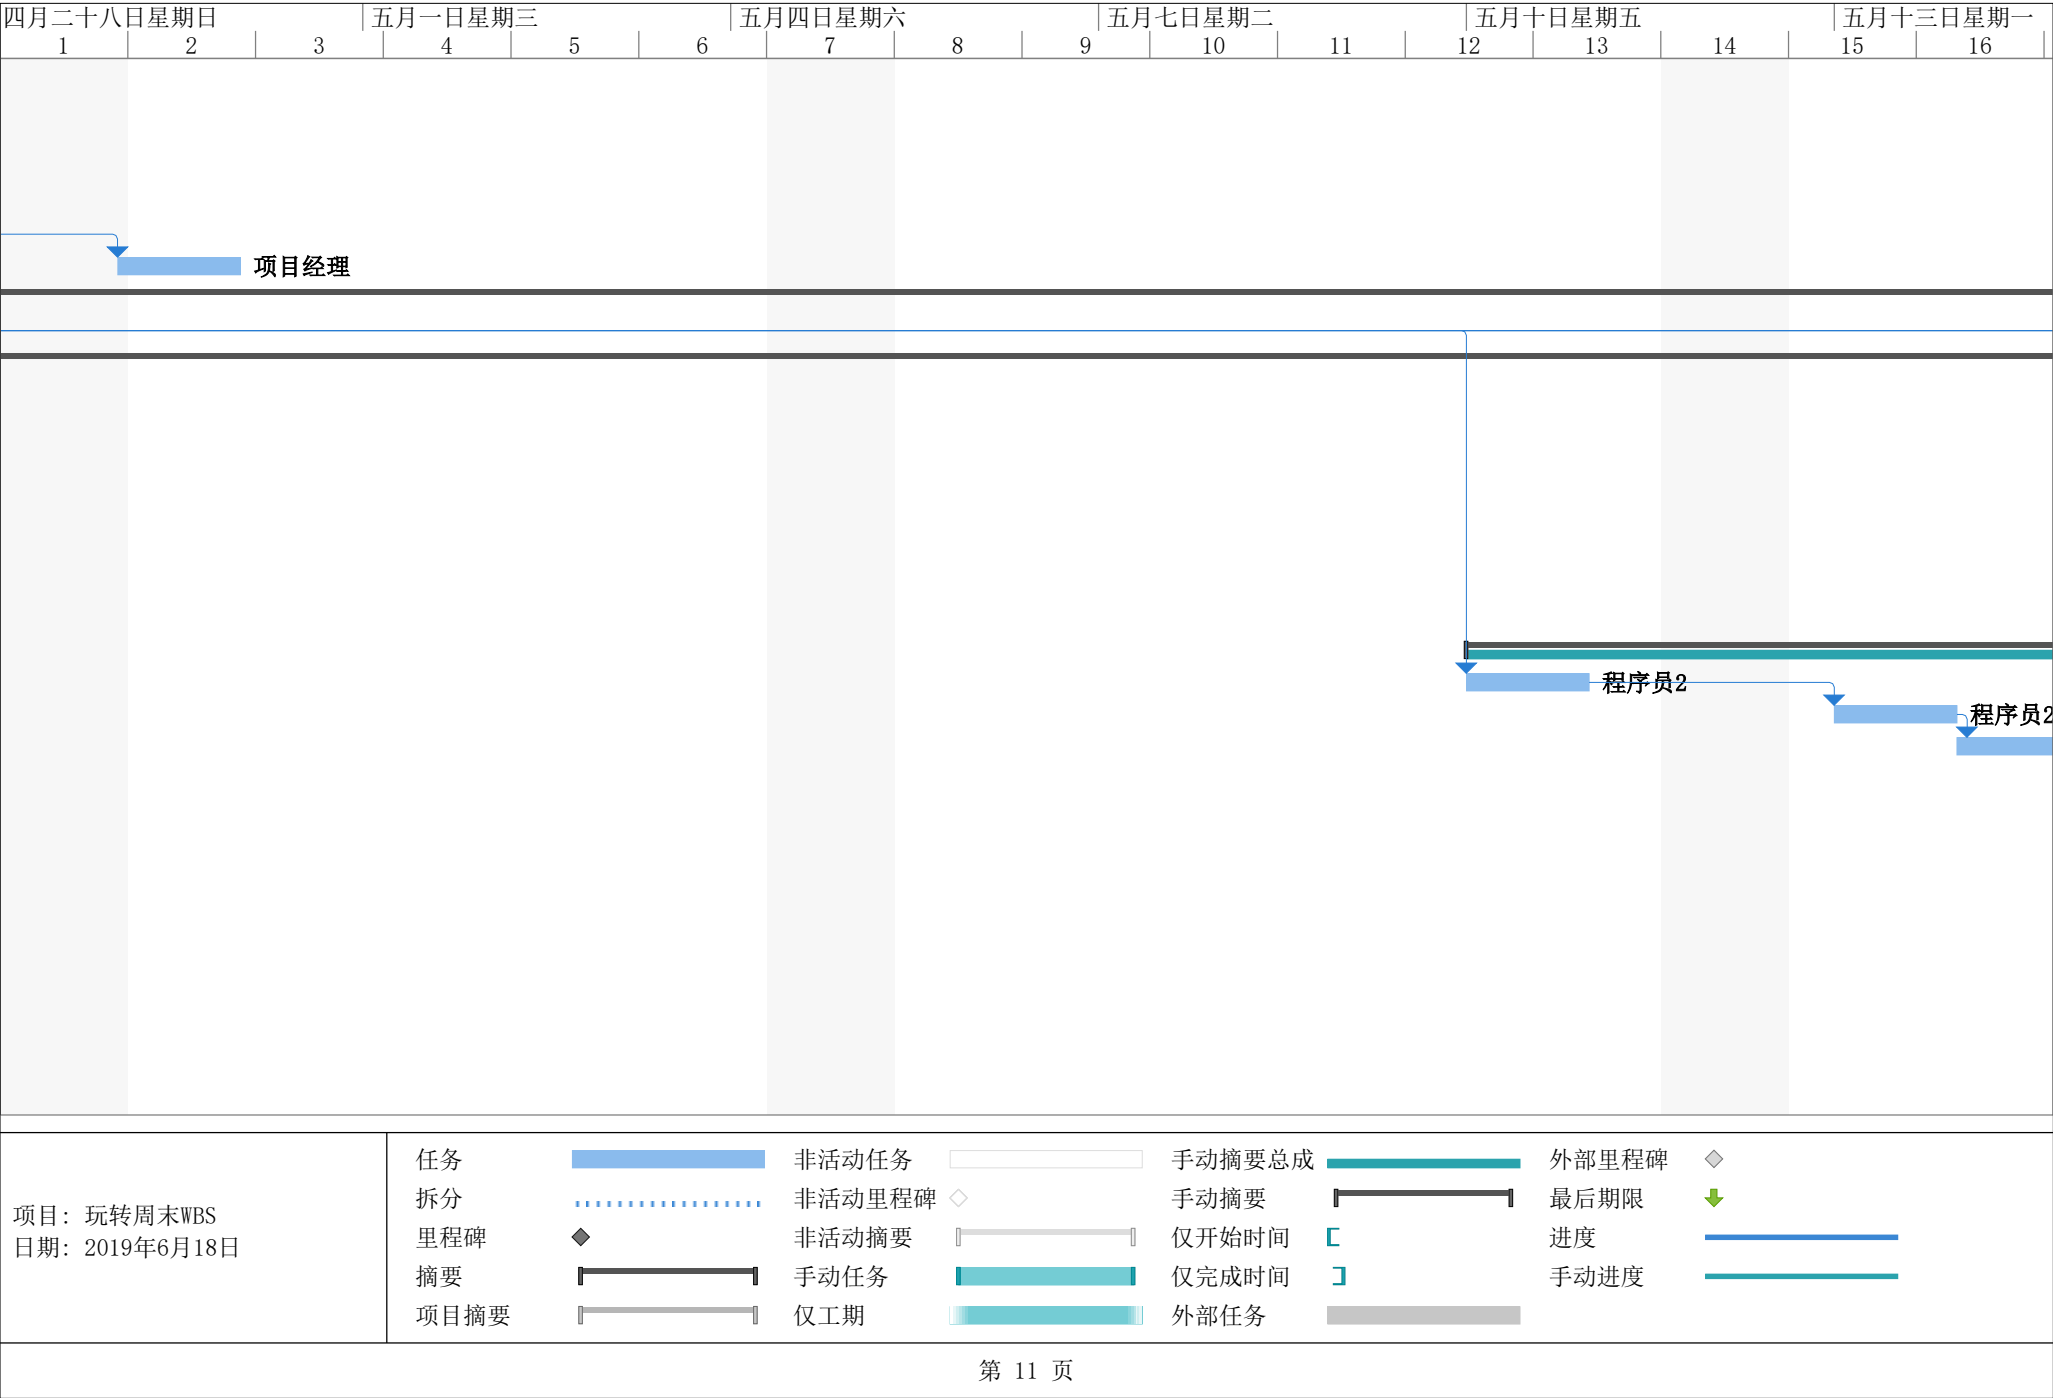 四月二十八日星期日 五月一日星期三 五月四日星期六 五月七日星期二 五月十日星期五 五月十三日星期一
1 2 3 4 5 6 7 8 9 10 11 12 13 14 15 16
项目经理
程序员2
程序员2
任务 非活动任务 手动摘要总成 外部里程碑
拆分 非活动里程碑 手动摘要 最后期限
里程碑 非活动摘要 仅开始时间 进度
摘要 手动任务 仅完成时间 手动进度
项目摘要 仅工期 外部任务
项目: 玩转周末WBS
日期: 2019年6月18日
第 11 页